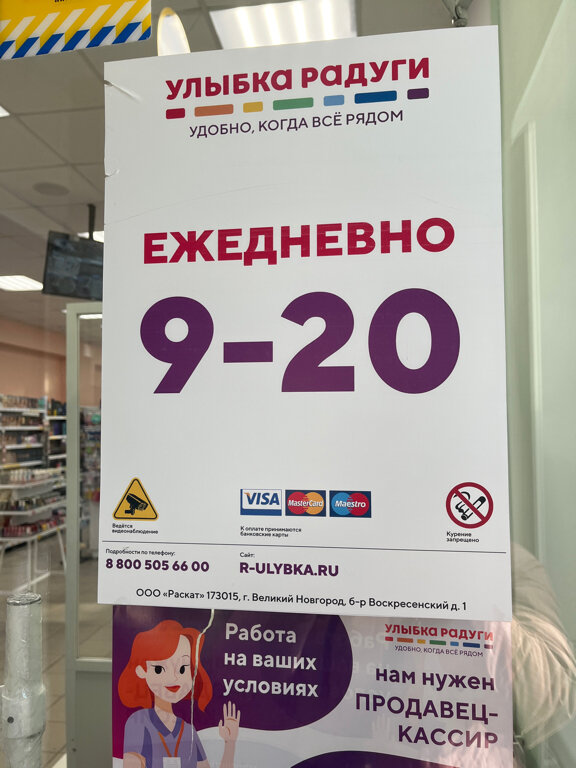 УЛЫБКА РАДУГИ
УДОБНО, КОГДА ВСЁ РЯДОМ
ЕЖЕДНЕВНО
9-20
Ведётся
видеонаблюдение
VISA
MasterCard
Maestro
К оплате принимаются
банковские карты
Курение
запрещено
Подробности по телефону:
8 800 505 66 00
Сайт:
R-ULYBKA.RU
ООО «Раскат» 173015, г. Великий Новгород, б-р Воскресенский д. 1
Работа
на ваших
условиях
УЛЫБКА РАДУГИ
УДОБНО, КОГДА ВСЁ РЯДОМ
нам нужен
ПРОДАВЕЦ-
КАССИР